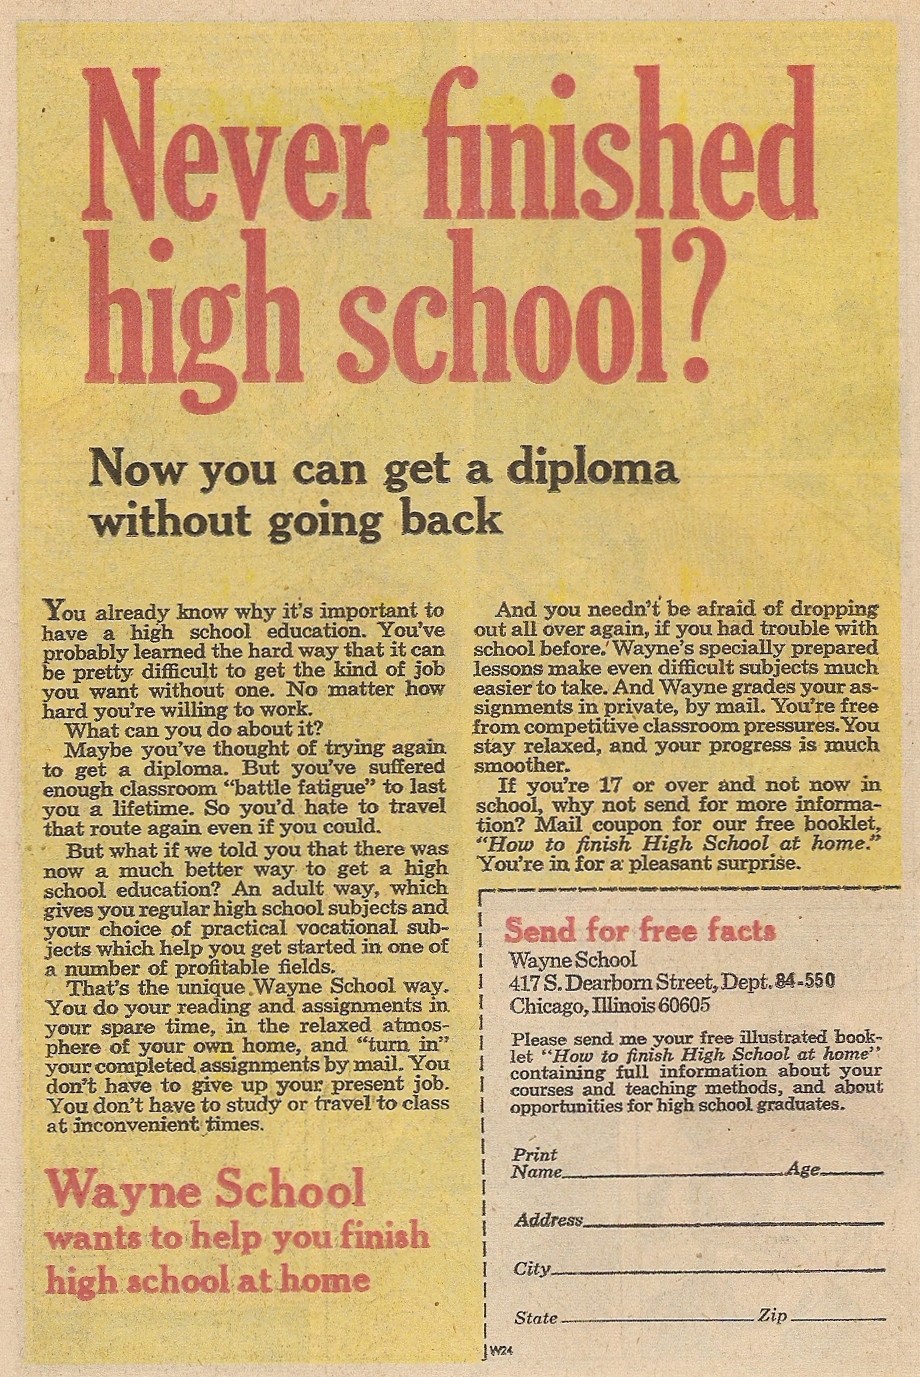 Never finished
high school?
Now you can get a diploma
without going back
You already know why it's important to
have a high school education. You've
probably learned the hard way that it can
be pretty difficult to get the kind of job
you want without one. No matter how
hard you're willing to work.
What can you do about it?
Maybe you've thought of trying again
to get a diploma. But you've suffered
enough classroom "battle fatigue" to last
you a lifetime. So you'd hate to travel
that route again even if you could.
But what if we told you that there was
now a much better way to get a high
school education? An adult way, which
gives you regular high school subjects and
your choice of practical vocational sub-
jects which help you get started in one of
a number of profitable fields.
That's the unique Wayne School way.
You do your reading and assignments in
your spare time, in the relaxed atmos-
phere of your own home, and "turn in"
your completed assignments by mail. You
don't have to give up your present job.
You don't have to study or travel to class
at inconvenient times.
Wayne School
wants to help you finish
high school at home
And you needn't be afraid of dropping
out all over again, if you had trouble with
school before. Wayne's specially prepared
lessons make even difficult subjects much
easier to take. And Wayne grades your as-
signments in private, by mail. You're free
from competitive classroom pressures. You
stay relaxed, and your progress is much
smoother.
If you're 17 or over and not now in
school, why not send for more informa-
tion? Mail coupon for our free booklet,
"How to finish High School at home."
You're in for a pleasant surprise.
Send for free facts
Wayne School
417 S. Dearborn Street, Dept. 84-550
Chicago, Illinois 60605
Please send me your free illustrated book-
let "How to finish High School at home"
containing full information about your
courses and teaching methods, and about
opportunities for high school graduates.
Print
Name Age
Address
City
State Zip
W24